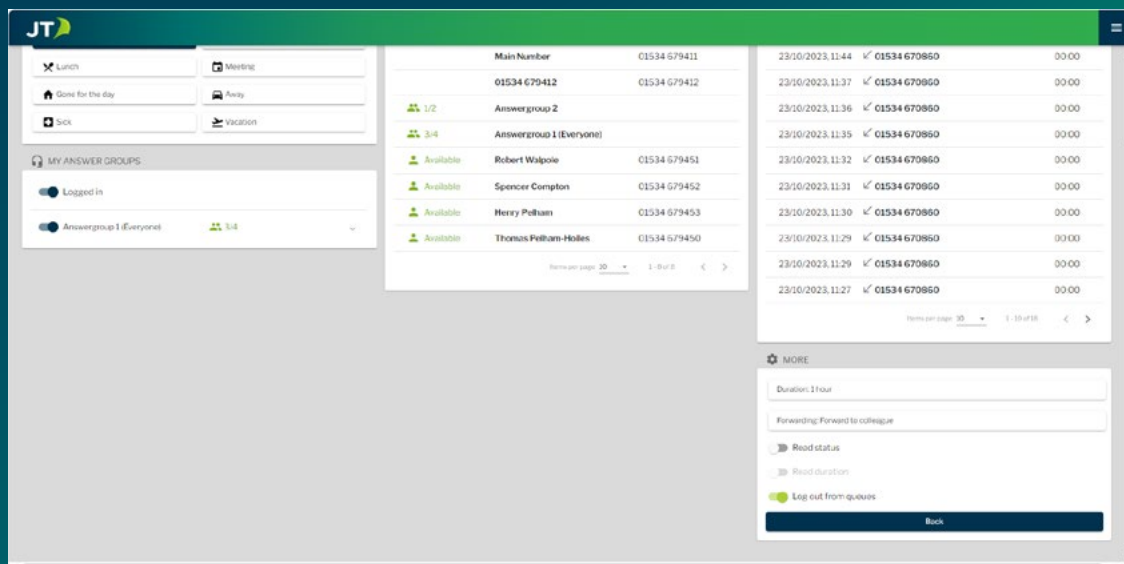 JT
Lunch
Meeting
Gone for the day
Away
Sick
Vacation
MY ANSWER GROUPS
Logged in
Answergroup 1 (Everyone) 3/4
Main Number 01534 679411
01534 679412 01534 679412
1/2 Answergroup 2
3/4 Answergroup 1 (Everyone)
Available Robert Walpole 01534 679451
Available Spencer Compton 01534 679452
Available Henry Pelham 01534 679453
Available Thomas Pelham-Holles 01534 679450
Items per page 10 1 - 8 of 8
23/10/2023, 11:44 01534 670860 00:00
23/10/2023, 11:37 01534 670860 00:00
23/10/2023, 11:36 01534 670860 00:00
23/10/2023, 11:35 01534 670860 00:00
23/10/2023, 11:32 01534 670860 00:00
23/10/2023, 11:31 01534 670860 00:00
23/10/2023, 11:30 01534 670860 00:00
23/10/2023, 11:29 01534 670860 00:00
23/10/2023, 11:29 01534 670860 00:00
23/10/2023, 11:27 01534 670860 00:00
Items per page 10
MORE
Duration: 1 hour
Forwarding: Forward to colleague
Read status
Read duration
Log out from queues
Back